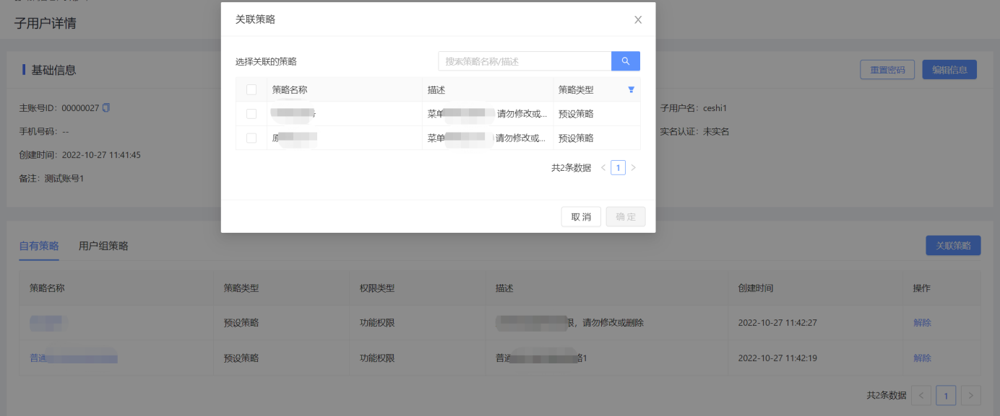 子用户详情
关联策略
选择关联的策略
搜索策略名称/描述
策略名称 描述 策略类型
菜单 请勿修改或... 预设策略
菜单 请勿修改或... 预设策略
共2条数据 < 1 >
取 消 确 定
基础信息
重置密码 编辑信息
主账号ID: 00000027
子用户名: ceshi1
手机号码: --
实名认证: 未实名
创建时间: 2022-10-27 11:41:45
备注: 测试账号1
自有策略 用户组策略
关联策略
策略名称 策略类型 权限类型 描述 创建时间 操作
预设策略 功能权限 限，请勿修改或删除 2022-10-27 11:42:27 解除
普通 预设策略 功能权限 普通 略1 2022-10-27 11:42:19 解除
共2条数据 < 1 >